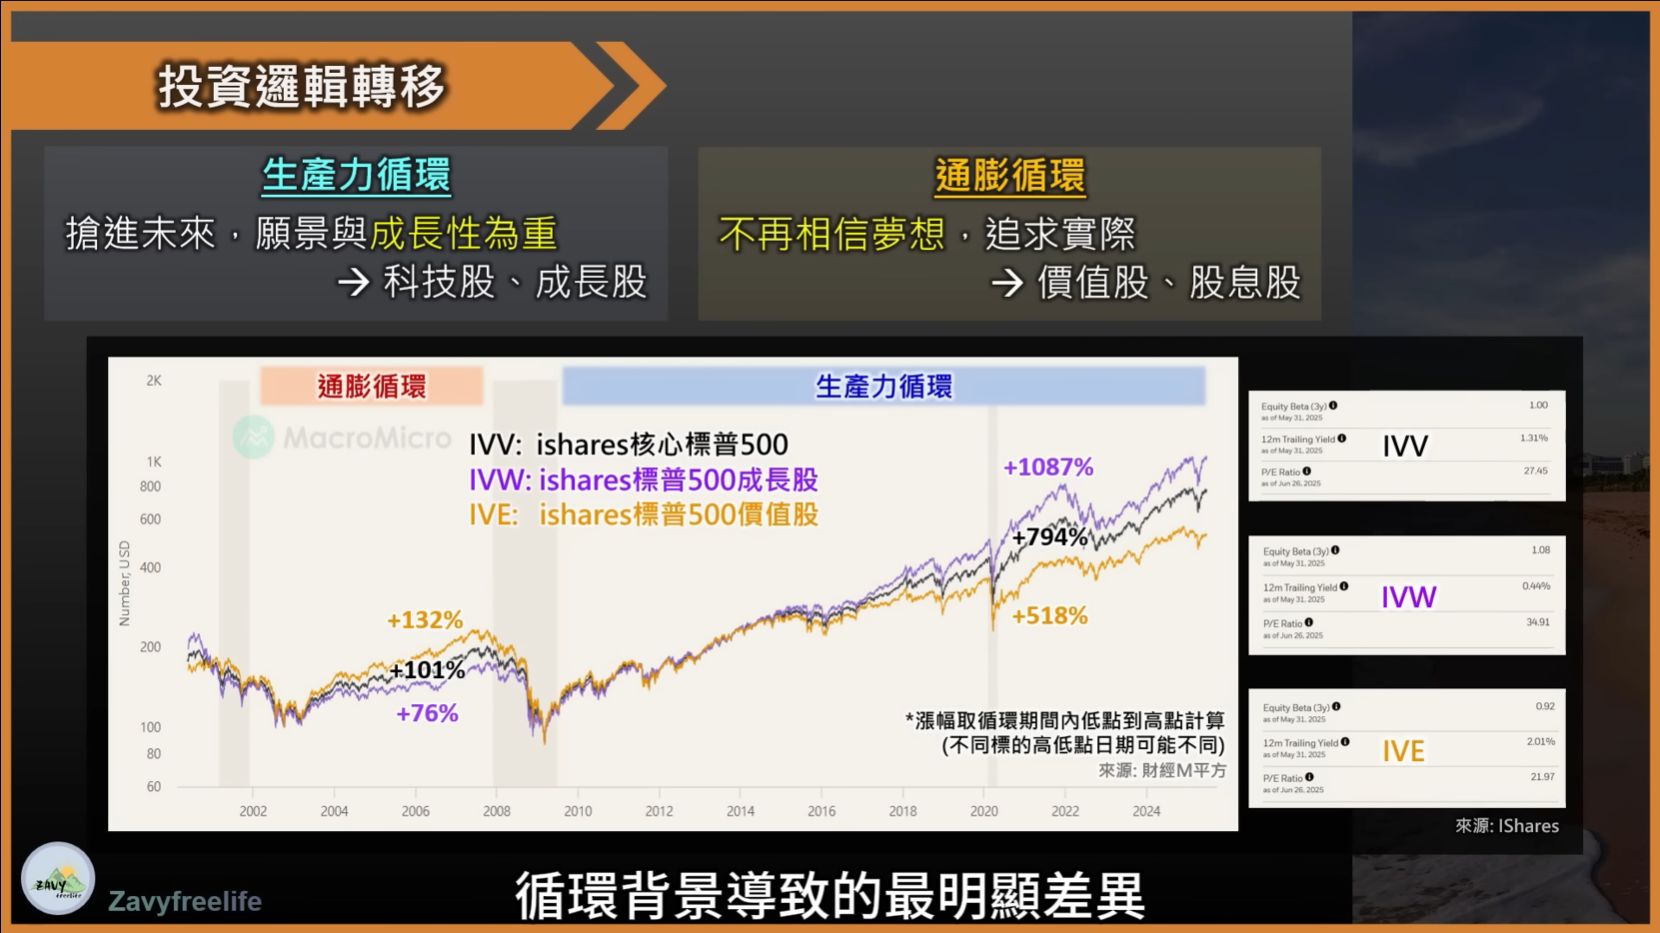 投資邏輯轉移
生產力循環
搶進未來，願景與成長性為重
→ 科技股、成長股
通膨循環
不再相信夢想，追求實際
→ 價值股、股息股
通膨循環
生產力循環
MacroMicro
IVV: ishares核心標普500
IVW: ishares標普500成長股
IVE: ishares標普500價值股
Number, USD
2K
1K
800
600
400
200
100
80
60
+132%
+101%
+76%
+1087%
+794%
+518%
*漲幅取循環期間內低點到高點計算
(不同標的高低點日期可能不同)
來源: 財經M平方
2002 2004 2006 2008 2010 2012 2014 2016 2018 2020 2022 2024
Equity Beta (3y) 1.00
as of May 31, 2025
12m Trailing Yield 1.31%
as of May 31, 2025
IVV
P/E Ratio 27.45
as of Jun 26, 2025
Equity Beta (3y) 1.08
as of May 31, 2025
12m Trailing Yield 0.44%
as of May 31, 2025
IVW
P/E Ratio 34.91
as of Jun 26, 2025
Equity Beta (3y) 0.92
as of May 31, 2025
12m Trailing Yield 2.01%
as of May 31, 2025
IVE
P/E Ratio 21.97
as of Jun 26, 2025
來源: IShares
ZAVY
freelife
Zavyfreelife
循環背景導致的最明顯差異